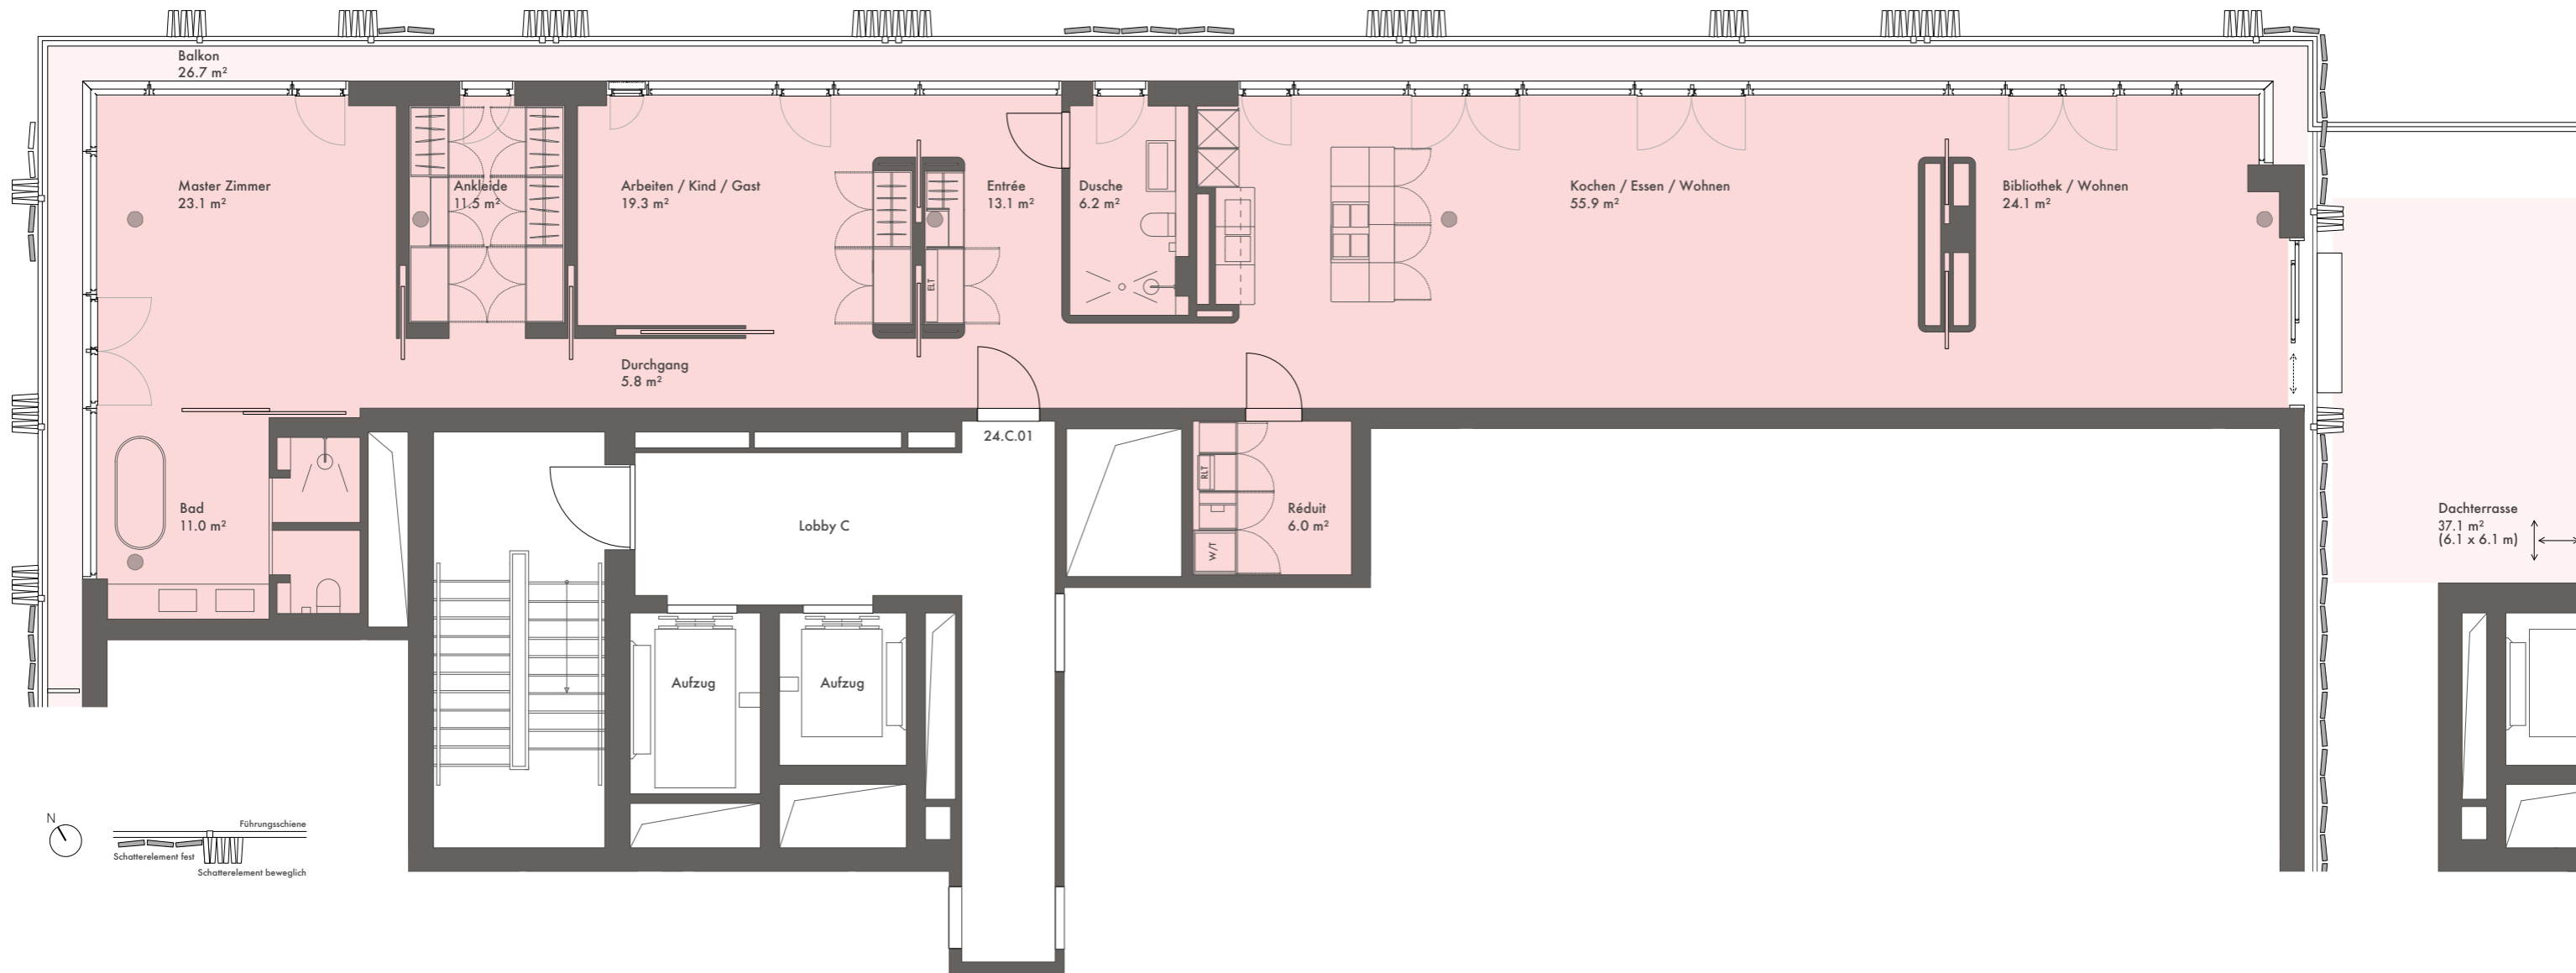 Balkon
26.7 m²
Master Zimmer
23.1 m²
Ankleide
11.5 m²
Arbeiten / Kind / Gast
19.3 m²
Entrée
13.1 m²
Dusche
6.2 m²
Kochen / Essen / Wohnen
55.9 m²
Bibliothek / Wohnen
24.1 m²
ELT
Durchgang
5.8 m²
24.C.01
RLT
W/T
Réduit
6.0 m²
Bad
11.0 m²
Lobby C
Dachterrasse
37.1 m²
(6.1 x 6.1 m)
Aufzug
Aufzug
N
Führungsschiene
Schatterelement fest
Schatterelement beweglich